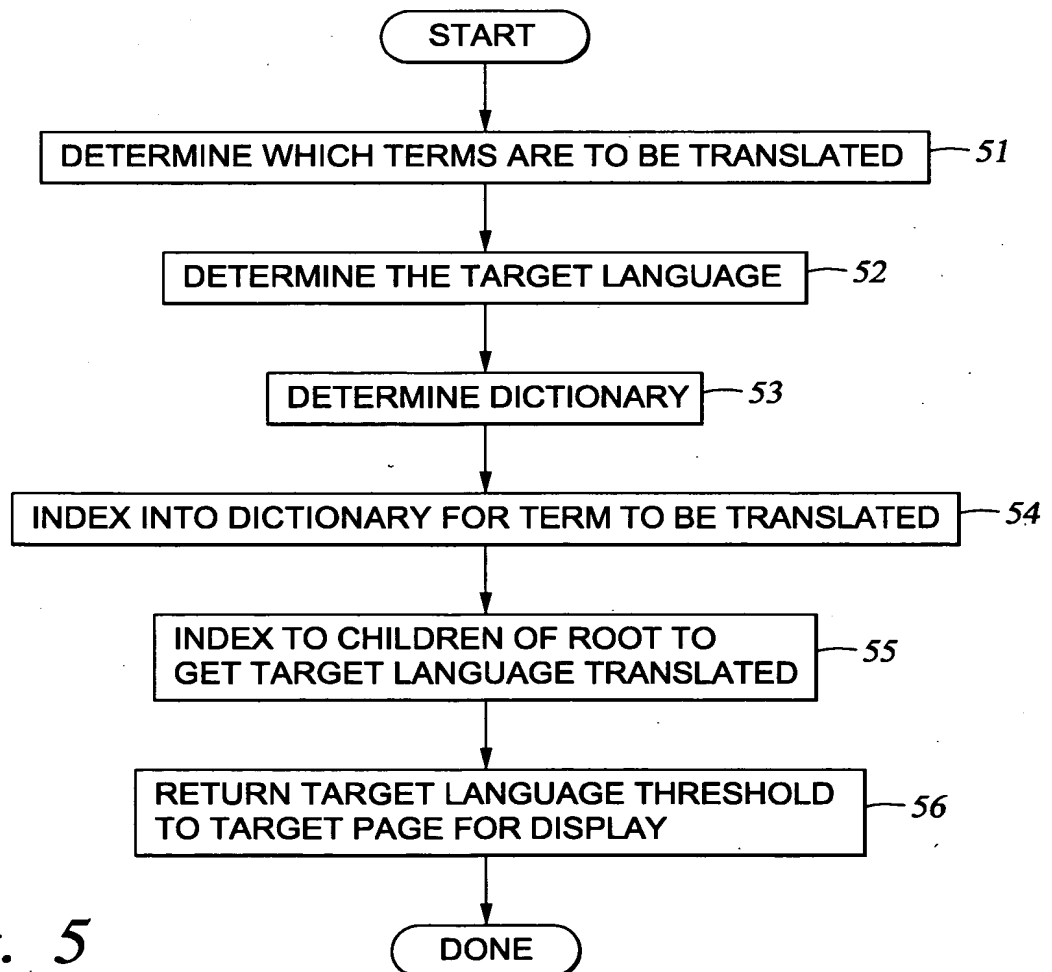 START
DETERMINE WHICH TERMS ARE TO BE TRANSLATED 51
DETERMINE THE TARGET LANGUAGE 52
DETERMINE DICTIONARY 53
INDEX INTO DICTIONARY FOR TERM TO BE TRANSLATED 54
INDEX TO CHILDREN OF ROOT TO
GET TARGET LANGUAGE TRANSLATED 55
RETURN TARGET LANGUAGE THRESHOLD
TO TARGET PAGE FOR DISPLAY 56
. 5
DONE